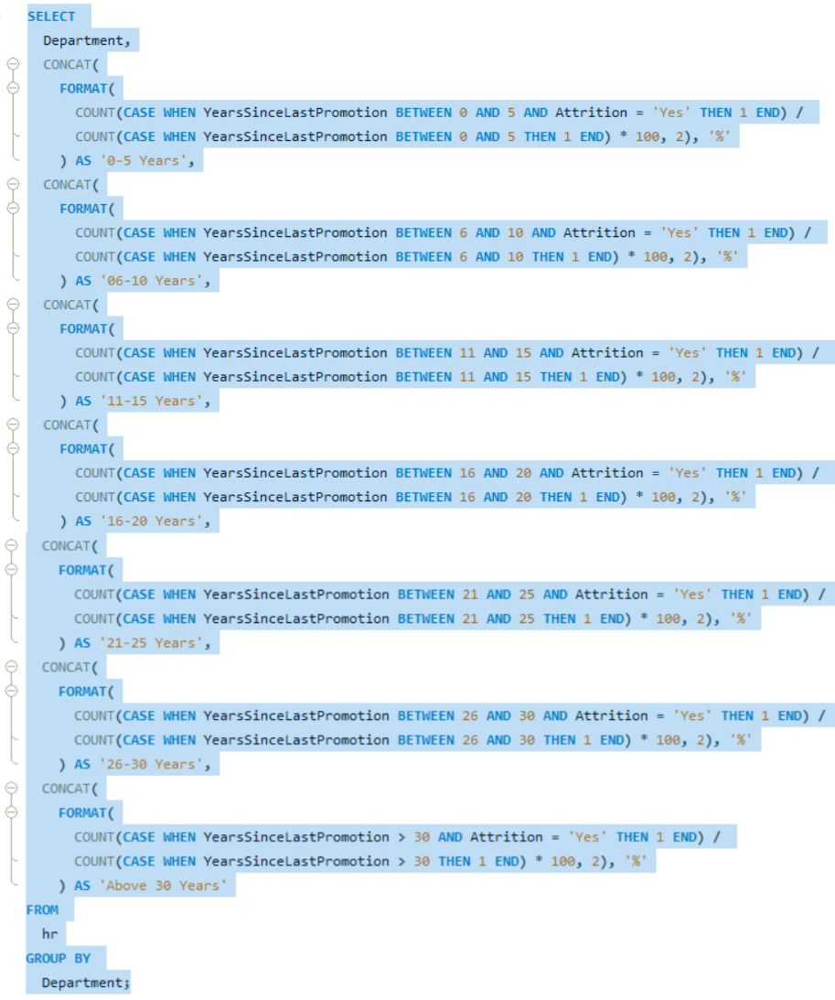 SELECT
Department,
CONCAT(
FORMAT(
COUNT(CASE WHEN YearsSinceLastPromotion BETWEEN 0 AND 5 AND Attrition = 'Yes' THEN 1 END) /
COUNT(CASE WHEN YearsSinceLastPromotion BETWEEN 0 AND 5 THEN 1 END) * 100, 2), '%'
) AS '0-5 Years',
CONCAT(
FORMAT(
COUNT(CASE WHEN YearsSinceLastPromotion BETWEEN 6 AND 10 AND Attrition = 'Yes' THEN 1 END) /
COUNT(CASE WHEN YearsSinceLastPromotion BETWEEN 6 AND 10 THEN 1 END) * 100, 2), '%'
) AS '06-10 Years',
CONCAT(
FORMAT(
COUNT(CASE WHEN YearsSinceLastPromotion BETWEEN 11 AND 15 AND Attrition = 'Yes' THEN 1 END) /
COUNT(CASE WHEN YearsSinceLastPromotion BETWEEN 11 AND 15 THEN 1 END) * 100, 2), '%'
) AS '11-15 Years',
CONCAT(
FORMAT(
COUNT(CASE WHEN YearsSinceLastPromotion BETWEEN 16 AND 20 AND Attrition = 'Yes' THEN 1 END) /
COUNT(CASE WHEN YearsSinceLastPromotion BETWEEN 16 AND 20 THEN 1 END) * 100, 2), '%'
) AS '16-20 Years',
CONCAT(
FORMAT(
COUNT(CASE WHEN YearsSinceLastPromotion BETWEEN 21 AND 25 AND Attrition = 'Yes' THEN 1 END) /
COUNT(CASE WHEN YearsSinceLastPromotion BETWEEN 21 AND 25 THEN 1 END) * 100, 2), '%'
) AS '21-25 Years',
CONCAT(
FORMAT(
COUNT(CASE WHEN YearsSinceLastPromotion BETWEEN 26 AND 30 AND Attrition = 'Yes' THEN 1 END) /
COUNT(CASE WHEN YearsSinceLastPromotion BETWEEN 26 AND 30 THEN 1 END) * 100, 2), '%'
) AS '26-30 Years',
CONCAT(
FORMAT(
COUNT(CASE WHEN YearsSinceLastPromotion > 30 AND Attrition = 'Yes' THEN 1 END) /
COUNT(CASE WHEN YearsSinceLastPromotion > 30 THEN 1 END) * 100, 2), '%'
) AS 'Above 30 Years'
FROM
hr
GROUP BY
Department;